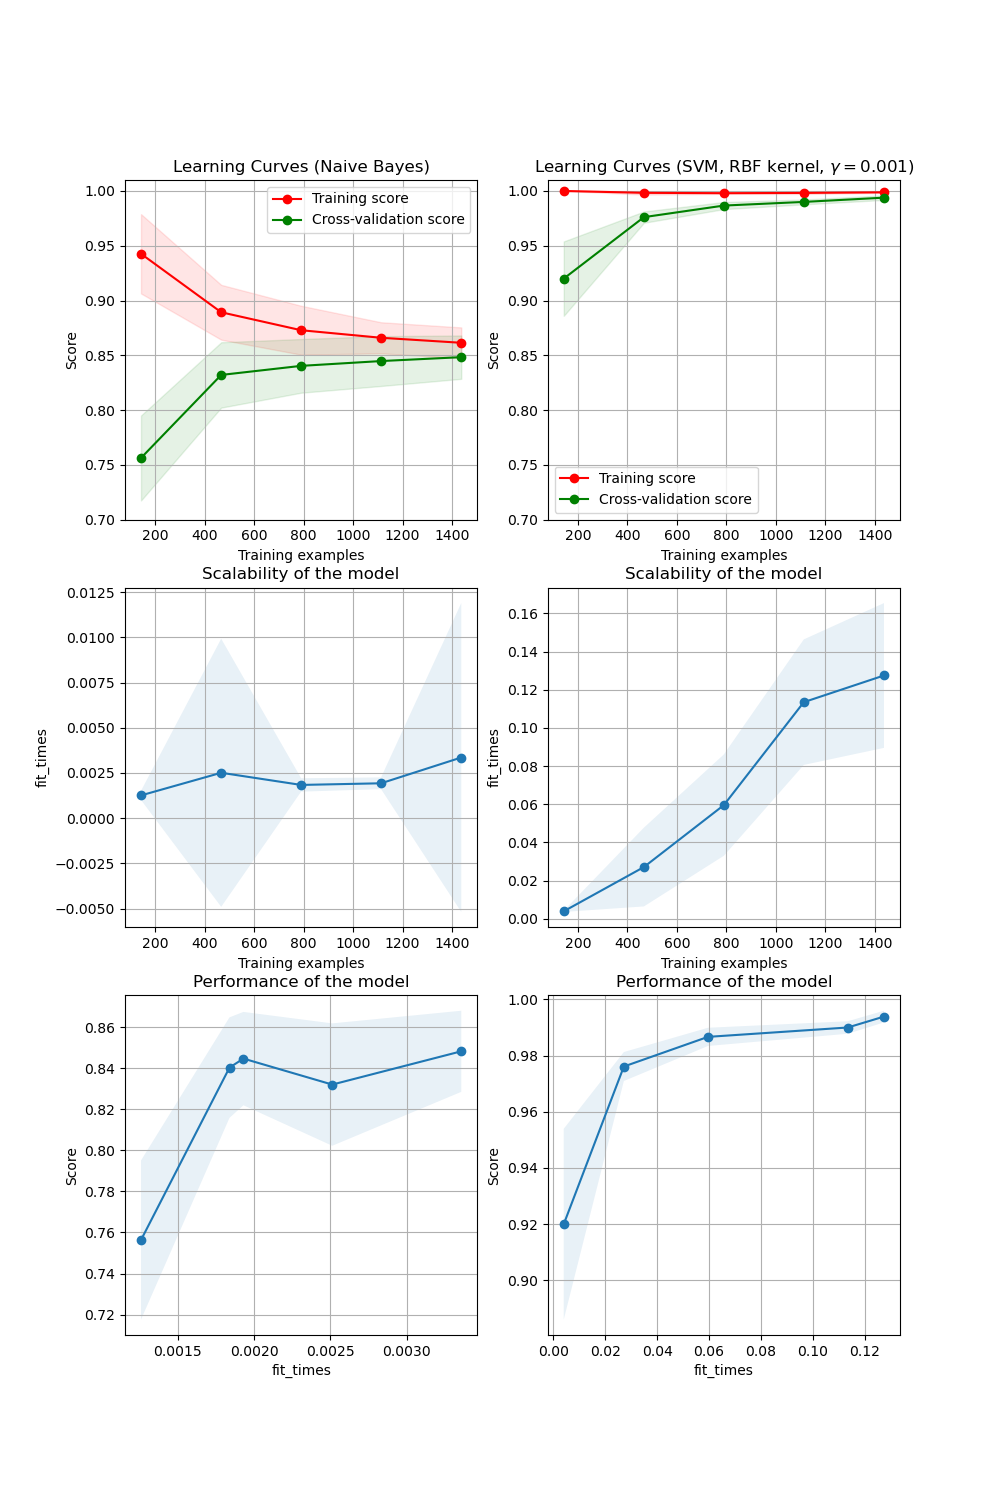 Learning Curves (Naive Bayes)
1.00
0.95
0.90
0.85
0.80
0.75
0.70
Score
Training score
Cross-validation score
200 400 600 800 1000 1200 1400
Training examples
Learning Curves (SVM, RBF kernel, γ = 0.001)
1.00
0.95
0.90
0.85
0.80
0.75
0.70
Score
Training score
Cross-validation score
200 400 600 800 1000 1200 1400
Training examples
Scalability of the model
0.0125
0.0100
0.0075
0.0050
0.0025
0.0000
−0.0025
−0.0050
fit_times
200 400 600 800 1000 1200 1400
Training examples
Scalability of the model
0.16
0.14
0.12
0.10
0.08
0.06
0.04
0.02
0.00
fit_times
200 400 600 800 1000 1200 1400
Training examples
Performance of the model
0.86
0.84
0.82
0.80
0.78
0.76
0.74
0.72
Score
0.0015 0.0020 0.0025 0.0030
fit_times
Performance of the model
1.00
0.98
0.96
0.94
0.92
0.90
Score
0.00 0.02 0.04 0.06 0.08 0.10 0.12
fit_times